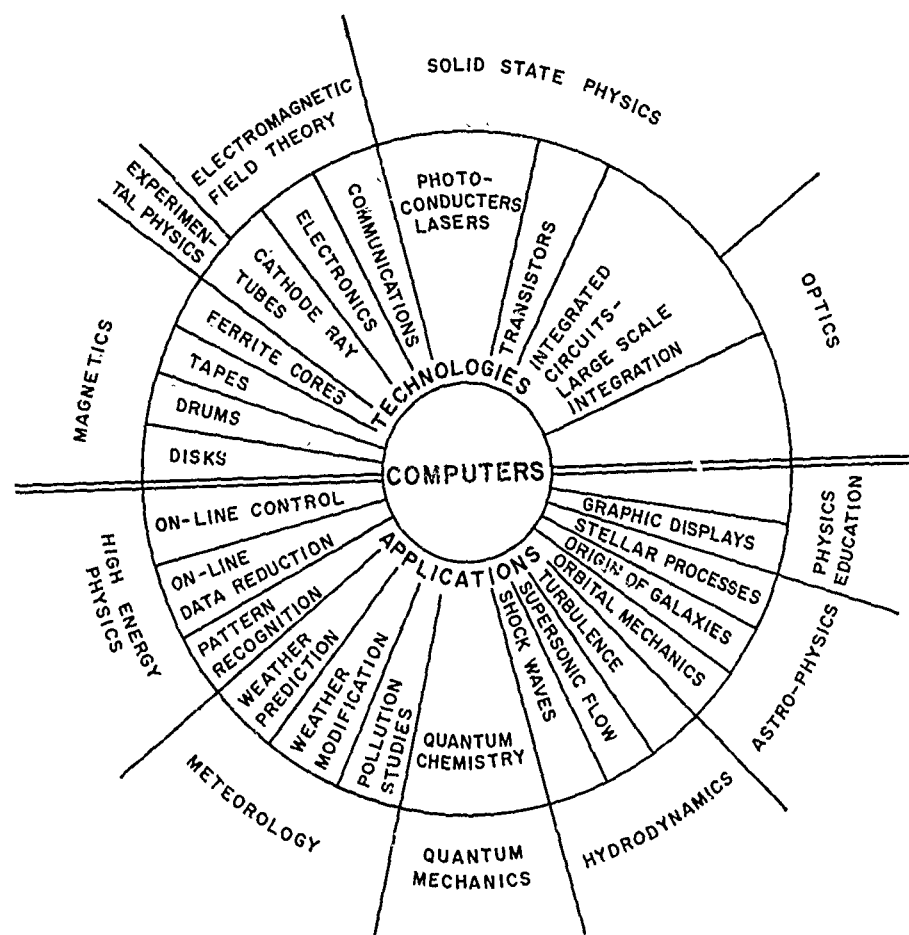 SOLID STATE PHYSICS
ELECTROMAGNETIC
FIELD THEORY
EXPERIMEN-
TAL PHYSICS
MAGNETICS
OPTICS
PHOTO-
CONDUCTERS
LASERS
TRANSISTORS
INTEGRATED
CIRCUITS-
LARGE SCALE
INTEGRATION
COMMUNICATIONS
ELECTRONICS
CATHODE RAY
TUBES
FERRITE CORES
TAPES
DRUMS
DISKS
TECHNOLOGIES
COMPUTERS
APPLICATIONS
ON-LINE CONTROL
ON-LINE
DATA REDUCTION
PATTERN
RECOGNITION
WEATHER
PREDICTION
WEATHER
MODIFICATION
POLLUTION
STUDIES
QUANTUM
CHEMISTRY
SHOCK WAVES
SUPERSONIC FLOW
TURBULENCE
ORBITAL MECHANICS
ORIGIN OF GALAXIES
STELLAR PROCESSES
GRAPHIC DISPLAYS
HIGH ENERGY
PHYSICS
METEOROLOGY
QUANTUM
MECHANICS
HYDRODYNAMICS
ASTRO-PHYSICS
PHYSICS
EDUCATION